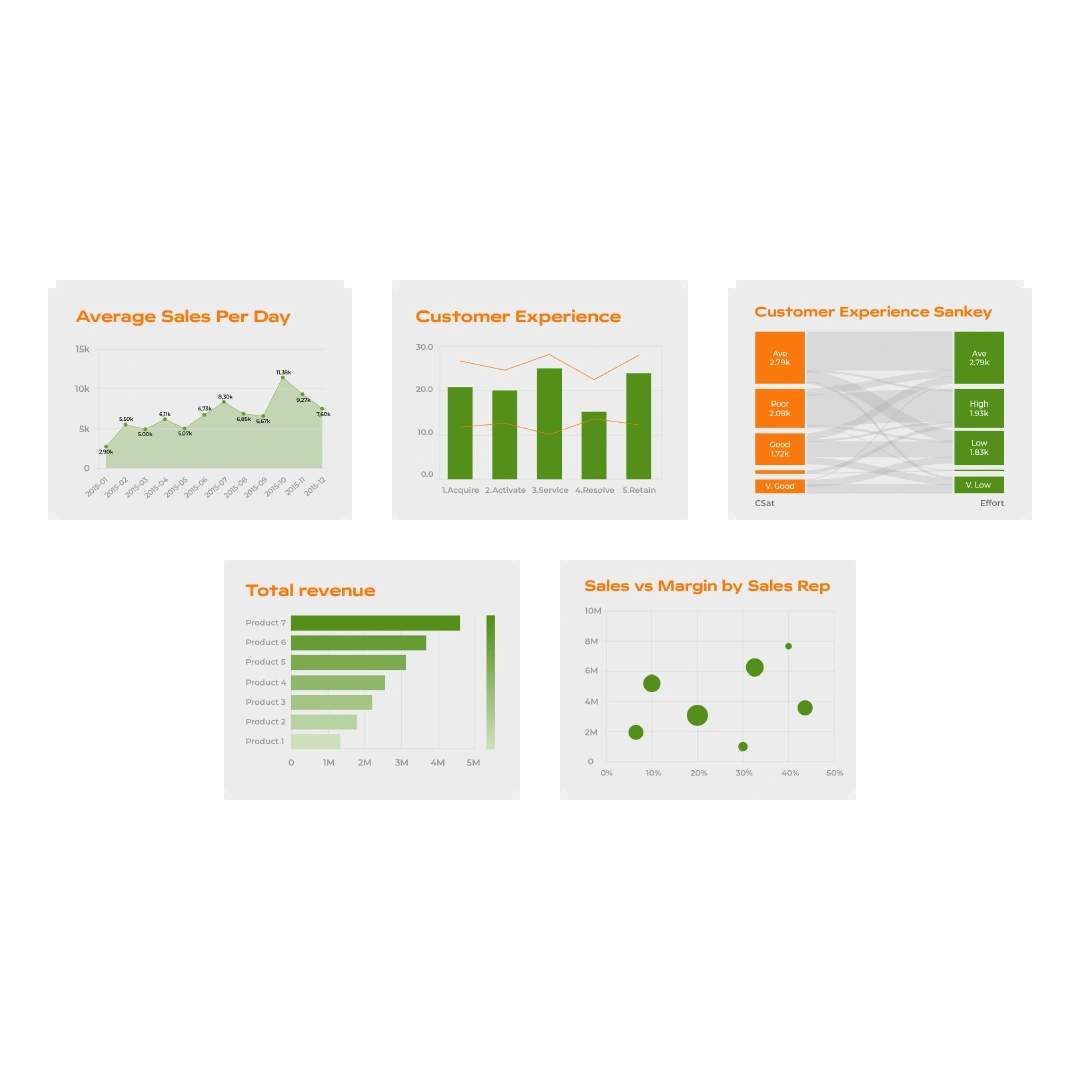 Average Sales Per Day
15k
10k
5k
0
2.90k
5.50k
5.00k
6,11k
5,07k
6,73k
8,30k
6,85k
6,67k
11,38k
9,27k
7,60k
2015-01
2015-02
2015-03
2015-04
2015-05
2015-06
2015-07
2015-08
2015-09
2015-10
2015-11
2015-12
Customer Experience
30.0
20.0
10.0
0.0
1.Acquire 2.Activate 3.Service 4.Resolve 5.Retain
Customer Experience Sankey
Ave
2.79k
Poor
2.08k
Good
1.72k
V. Good
CSat
Ave
2.79k
High
1.93k
Low
1.83k
V. Low
Effort
Total revenue
Product 7
Product 6
Product 5
Product 4
Product 3
Product 2
Product 1
0 1M 2M 3M 4M 5M
Sales vs Margin by Sales Rep
10M
8M
6M
4M
2M
0
0% 10% 20% 30% 40% 50%